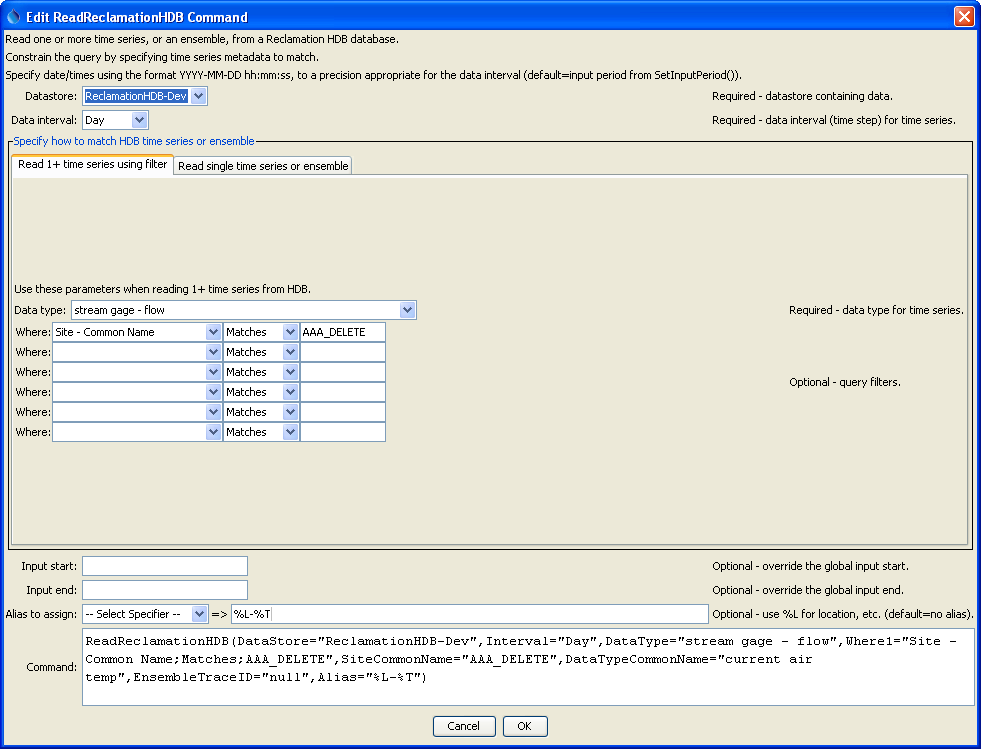 Edit ReadReclamationHDB Command
Read one or more time series, or an ensemble, from a Reclamation HDB database.
Constrain the query by specifying time series metadata to match.
Specify date/times using the format YYYY-MM-DD hh:mm:ss, to a precision appropriate for the data interval (default=input period from SetInputPeriod()).
Datastore: ReclamationHDB-Dev Required - datastore containing data.
Data interval: Day Required - data interval (time step) for time series.
Specify how to match HDB time series or ensemble
Read 1+ time series using filter Read single time series or ensemble
Use these parameters when reading 1+ time series from HDB.
Data type: stream gage - flow Required - data type for time series.
Where: Site - Common Name Matches AAA_DELETE
Where: Matches
Where: Matches
Optional - query filters.
Where: Matches
Where: Matches
Where: Matches
Input start: Optional - override the global input start.
Input end: Optional - override the global input end.
Alias to assign: -- Select Specifier -- => %L-%T Optional - use %L for location, etc. (default=no alias).
Command: ReadReclamationHDB(DataStore="ReclamationHDB-Dev",Interval="Day",DataType="stream gage - flow",Where1="Site -
Common Name;Matches;AAA_DELETE",SiteCommonName="AAA_DELETE",DataTypeCommonName="current air
temp",EnsembleTraceID="null",Alias="%L-%T")
Cancel OK